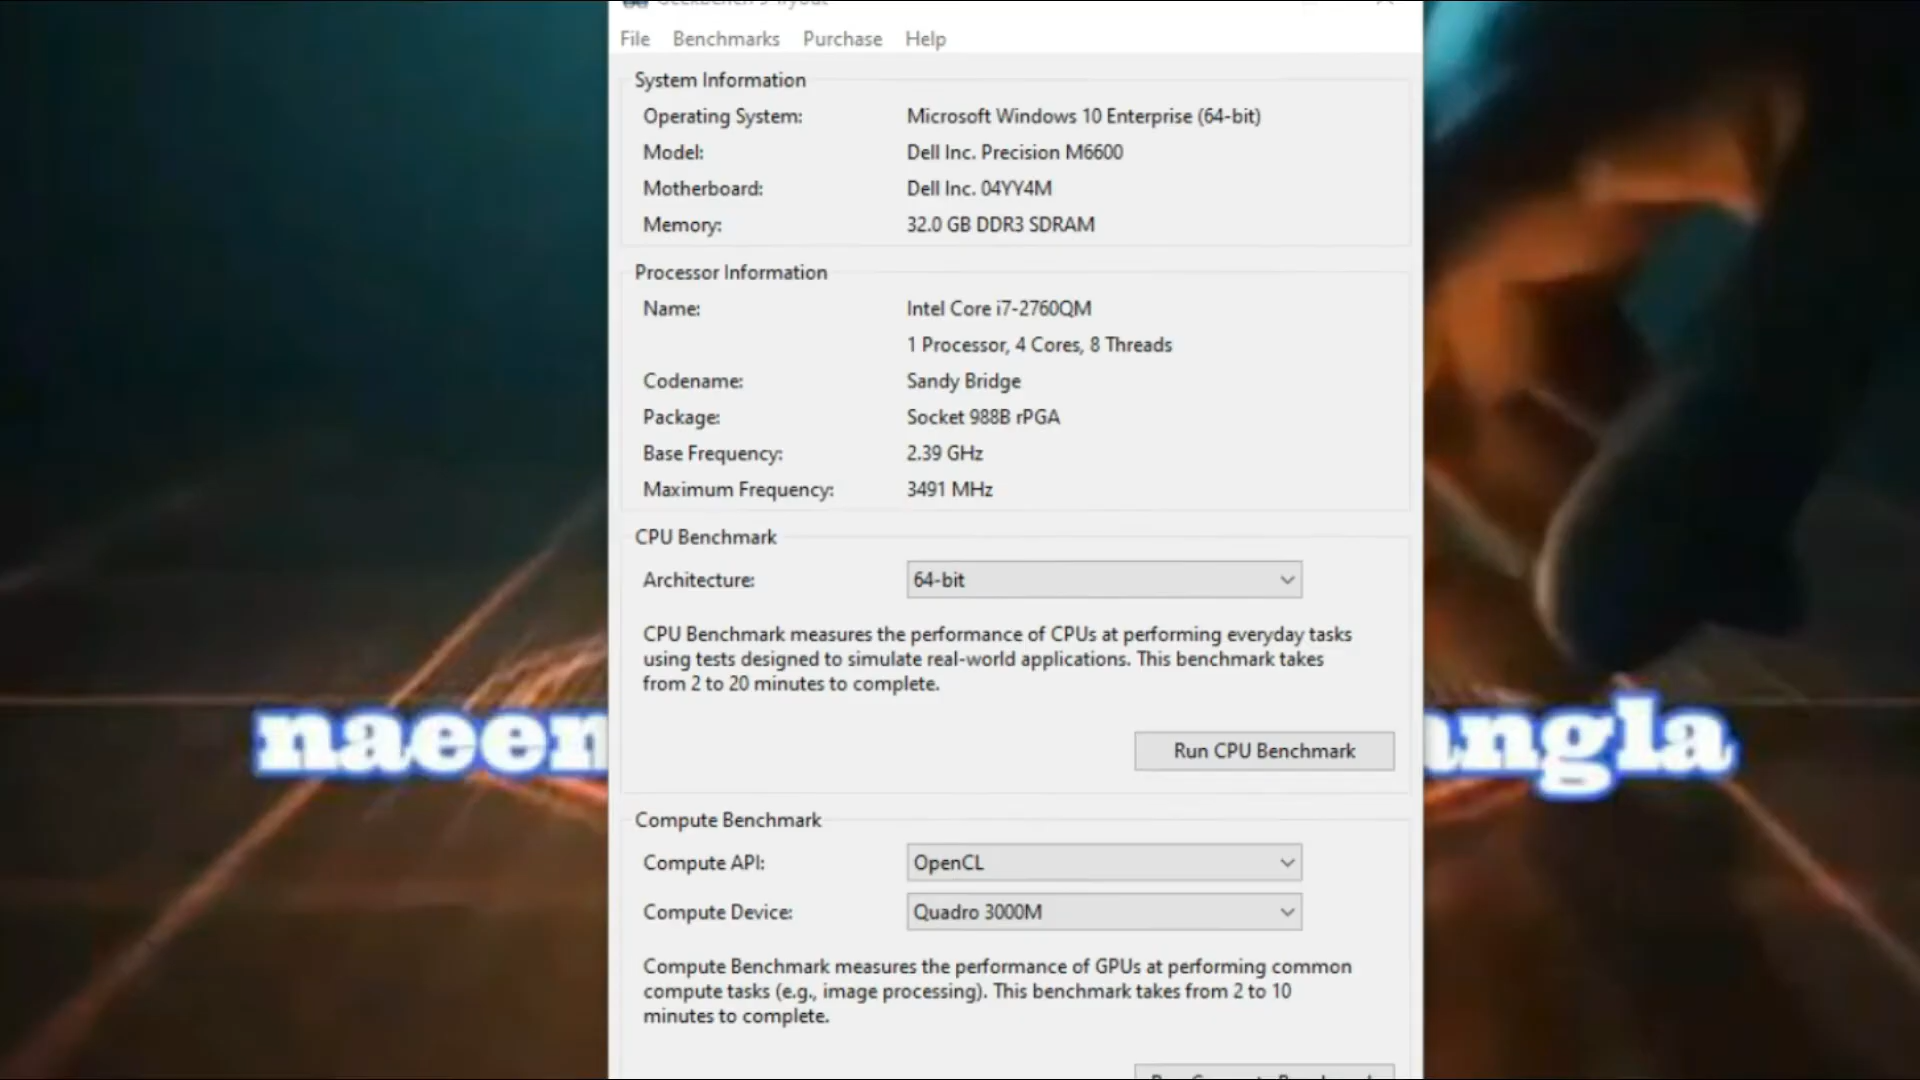 File Benchmarks Purchase Help
System Information
Operating System: Microsoft Windows 10 Enterprise (64-bit)
Model: Dell Inc. Precision M6600
Motherboard: Dell Inc. 04YY4M
Memory: 32.0 GB DDR3 SDRAM
Processor Information
Name: Intel Core i7-2760QM
1 Processor, 4 Cores, 8 Threads
Codename: Sandy Bridge
Package: Socket 988B rPGA
Base Frequency: 2.39 GHz
Maximum Frequency: 3491 MHz
CPU Benchmark
Architecture: 64-bit
CPU Benchmark measures the performance of CPUs at performing everyday tasks
using tests designed to simulate real-world applications. This benchmark takes
from 2 to 20 minutes to complete.
Run CPU Benchmark
Compute Benchmark
Compute API: OpenCL
Compute Device: Quadro 3000M
Compute Benchmark measures the performance of GPUs at performing common
compute tasks (e.g., image processing). This benchmark takes from 2 to 10
minutes to complete.